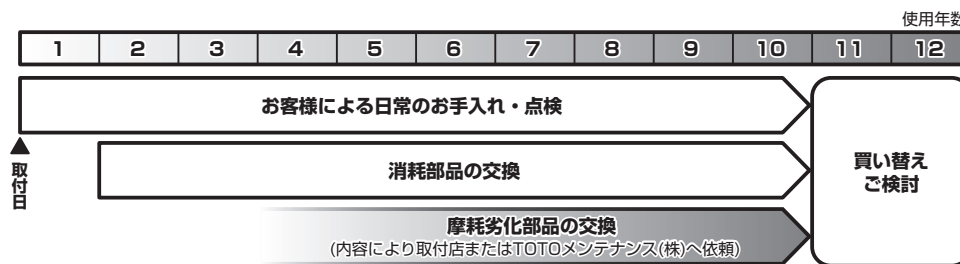 使用年数
1 2 3 4 5 6 7 8 9 10 11 12
お客様による日常のお手入れ・点検
取付日
消耗部品の交換
買い替え
ご検討
摩耗劣化部品の交換
(内容により取付店またはTOTOメンテナンス(株)へ依頼)